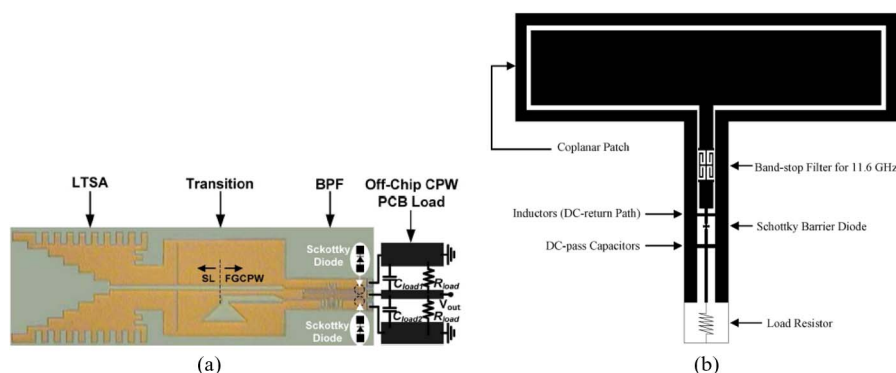 LTSA
Transition
BPF
Off-Chip CPW
PCB Load
Sckottky
Diode
SL
FGCPW
Cload1
Rload
Vout
Cload2
Rload
Sckottky
Diode
(a)
Coplanar Patch
Band-stop Filter for 11.6 GHz
Inductors (DC-return Path)
Schottky Barrier Diode
DC-pass Capacitors
Load Resistor
(b)